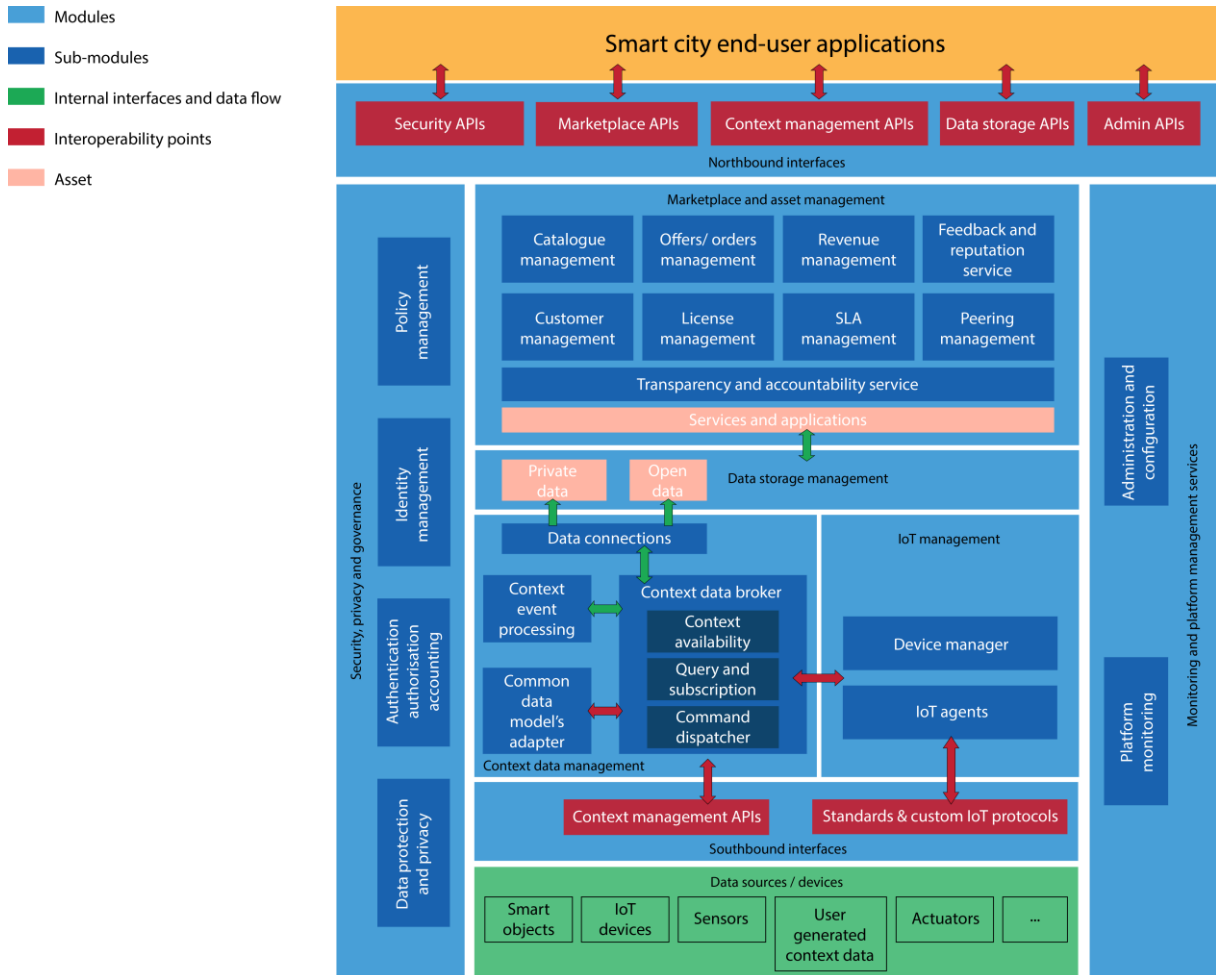 Modules
Sub-modules
Internal interfaces and data flow
Interoperability points
Asset
Smart city end-user applications
Security APIs
Marketplace APIs
Context management APIs
Data storage APIs
Admin APIs
Northbound interfaces
Security, privacy and governance
Policy
management
Identity
management
Authentication
authorisation
accounting
Data protection
and privacy
Marketplace and asset management
Catalogue
management
Offers/ orders
management
Revenue
management
Feedback and
reputation
service
Customer
management
License
management
SLA
management
Peering
management
Transparency and accountability service
Services and applications
Private
data
Open
data
Data storage management
Data connections
Context
event
processing
Common
data
model's
adapter
Context data broker
Context
availability
Query and
subscription
Command
dispatcher
Context data management
IoT management
Device manager
IoT agents
Context management APIs
Standards & custom IoT protocols
Southbound interfaces
Data sources / devices
Smart
objects
IoT
devices
Sensors
User
generated
context data
Actuators
...
Administration and
configuration
Platform
monitoring
Monitoring and platform management services